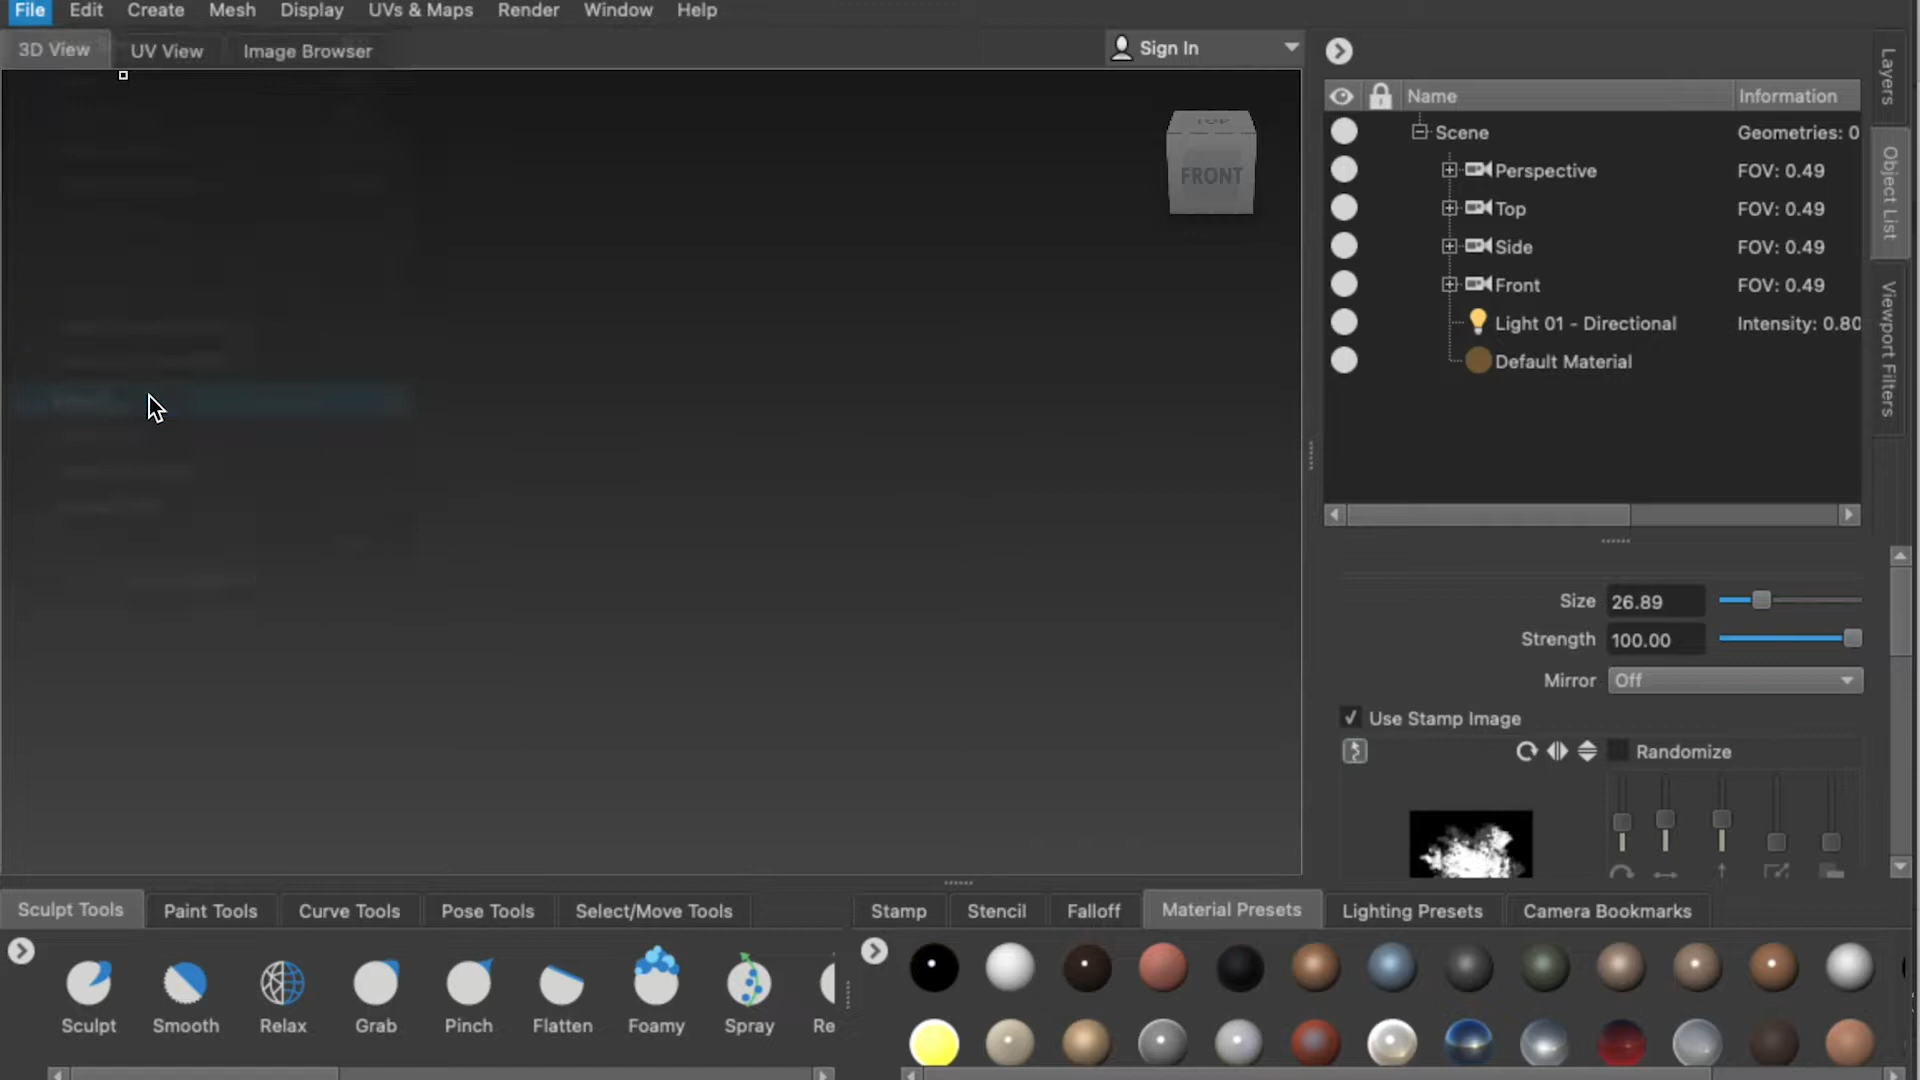 File Edit Create Mesh Display UVs & Maps Render Window Help
3D View UV View Image Browser Sign In
TOP
FRONT
Name Information
Scene Geometries: 0
Perspective FOV: 0.49
Top FOV: 0.49
Side FOV: 0.49
Front FOV: 0.49
Light 01 - Directional Intensity: 0.80
Default Material
Layers
Object List
Viewport Filters
Size 26.89
Strength 100.00
Mirror Off
Use Stamp Image
Randomize
Sculpt Tools Paint Tools Curve Tools Pose Tools Select/Move Tools
Stamp Stencil Falloff Material Presets Lighting Presets Camera Bookmarks
Sculpt Smooth Relax Grab Pinch Flatten Foamy Spray Re